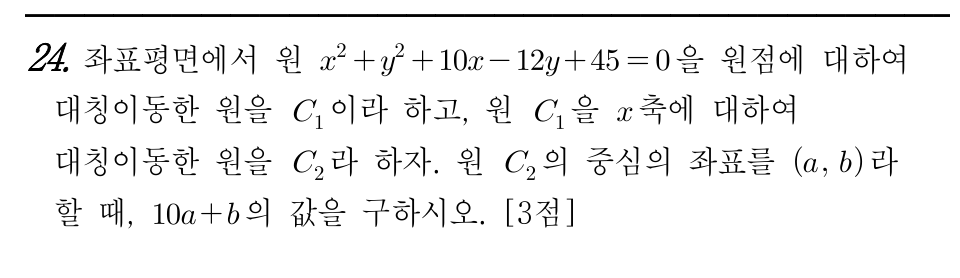 24. 좌표평면에서 원 x²+y²+10x−12y+45=0을 원점에 대하여
대칭이동한 원을 C₁이라 하고, 원 C₁을 x축에 대하여
대칭이동한 원을 C₂라 하자. 원 C₂의 중심의 좌표를 (a, b)라
할 때, 10a+b의 값을 구하시오. [3점]